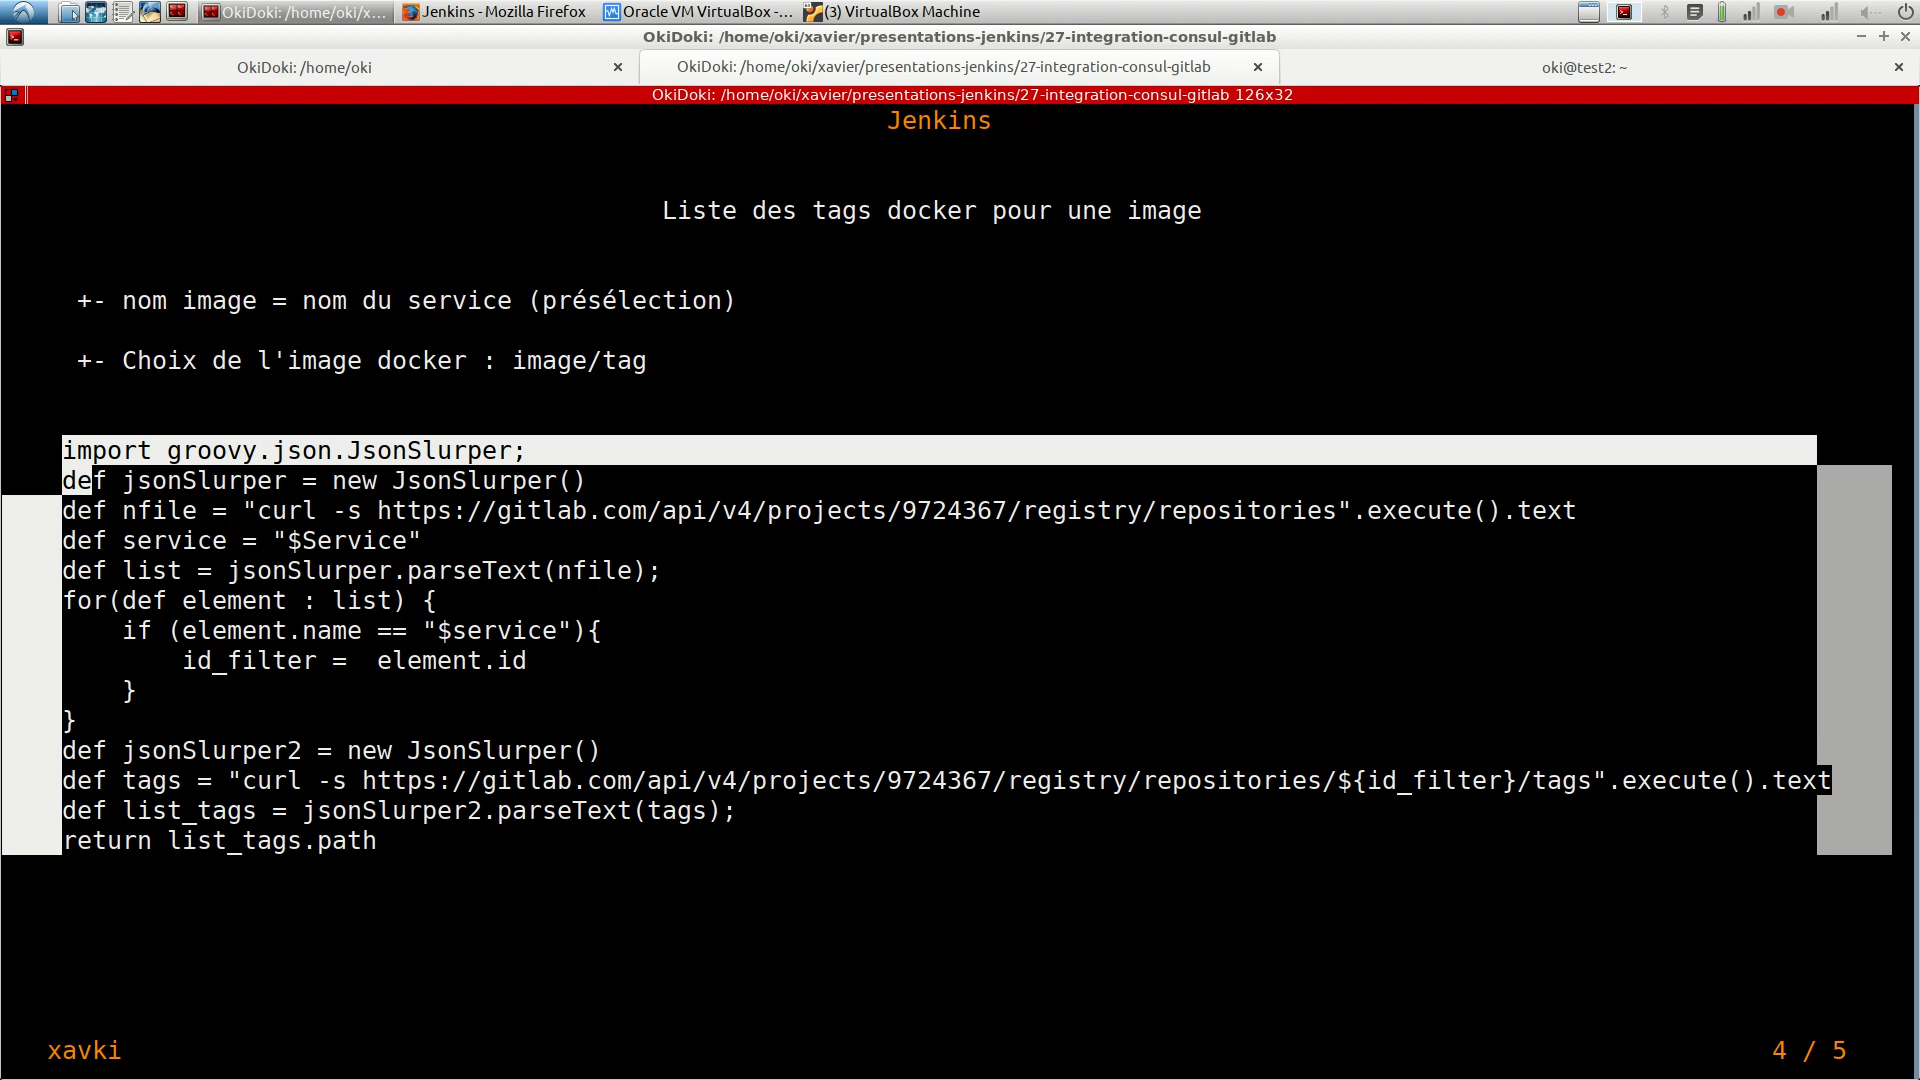 OkiDoki: /home/oki/x...
Jenkins - Mozilla Firefox
Oracle VM VirtualBox -...
(3) VirtualBox Machine
OkiDoki: /home/oki/xavier/presentations-jenkins/27-integration-consul-gitlab
OkiDoki: /home/oki
OkiDoki: /home/oki/xavier/presentations-jenkins/27-integration-consul-gitlab
oki@test2: ~
OkiDoki: /home/oki/xavier/presentations-jenkins/27-integration-consul-gitlab 126x32
Jenkins
Liste des tags docker pour une image
+- nom image = nom du service (présélection)
+- Choix de l'image docker : image/tag
import groovy.json.JsonSlurper;
def jsonSlurper = new JsonSlurper()
def nfile = "curl -s https://gitlab.com/api/v4/projects/9724367/registry/repositories".execute().text
def service = "$Service"
def list = jsonSlurper.parseText(nfile);
for(def element : list) {
    if (element.name == "$service"){
        id_filter =  element.id
    }
}
def jsonSlurper2 = new JsonSlurper()
def tags = "curl -s https://gitlab.com/api/v4/projects/9724367/registry/repositories/${id_filter}/tags".execute().text
def list_tags = jsonSlurper2.parseText(tags);
return list_tags.path
xavki
4 / 5